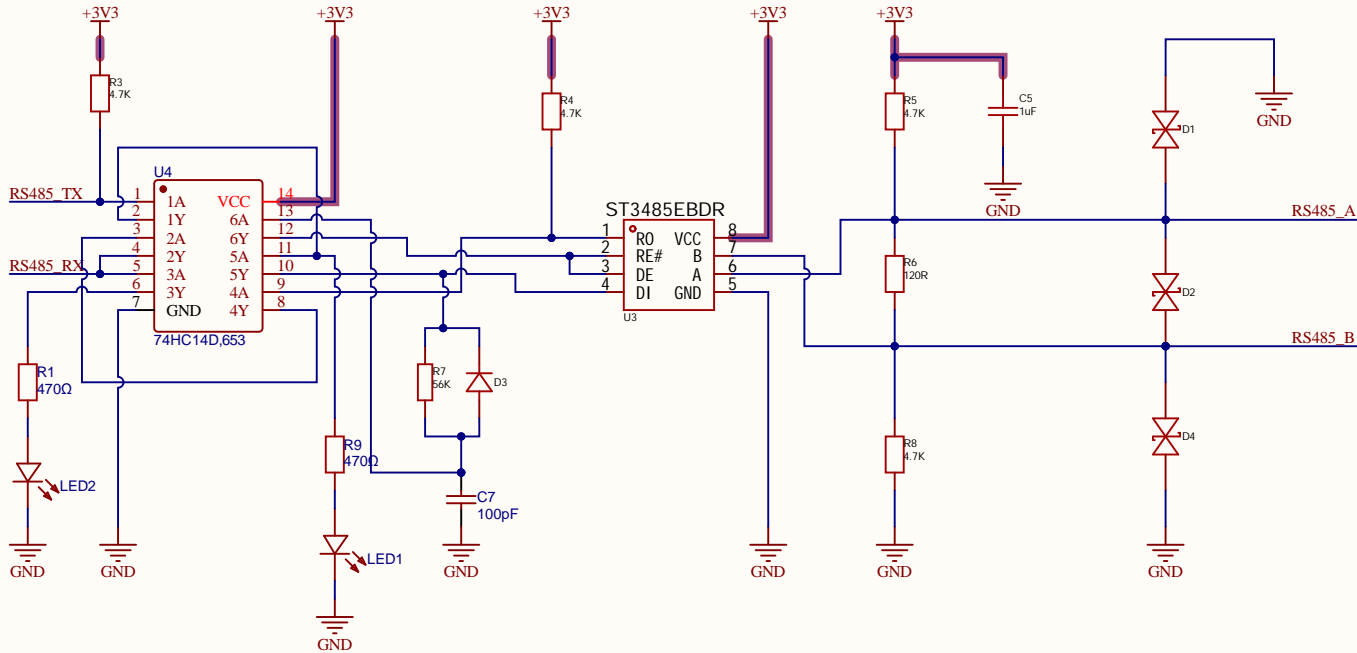 +3V3
+3V3
+3V3
+3V3
+3V3
R3
4.7K
R4
4.7K
R5
4.7K
C5
1uF
GND
GND
D1
U4
RS485_TX
RS485_RX
1
2
3
4
5
6
7
1A
1Y
2A
2Y
3A
3Y
GND
VCC
6A
6Y
5A
5Y
4A
4Y
14
13
12
11
10
9
8
74HC14D,653
ST3485EBDR
1
2
3
4
RO
RE#
DE
DI
VCC
B
A
GND
8
7
6
5
U3
RS485_A
R6
120R
D2
RS485_B
R1
470Ω
R7
56K
D3
R9
470Ω
R8
4.7K
D4
LED2
C7
100pF
LED1
GND
GND
GND
GND
GND
GND
GND